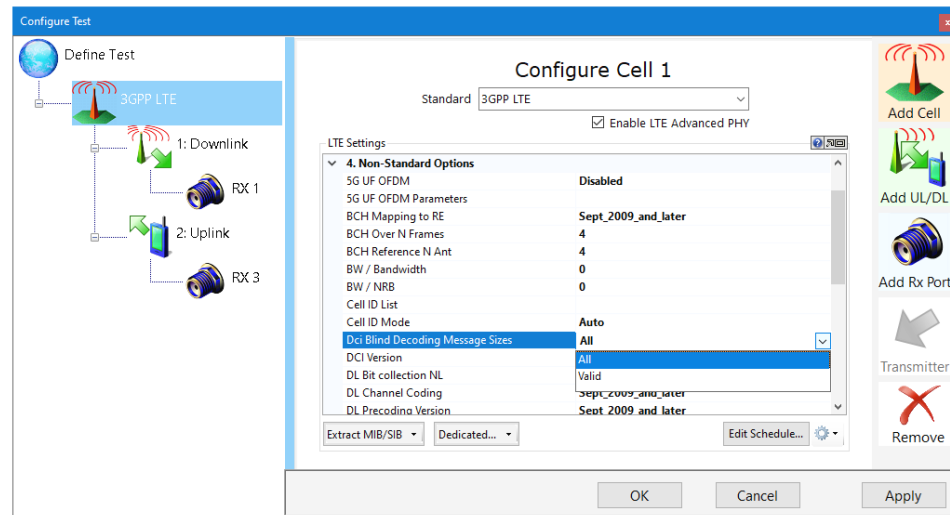 Configure Test
Define Test
3GPP LTE
1: Downlink
RX 1
2: Uplink
RX 3
Configure Cell 1
Standard 3GPP LTE
Enable LTE Advanced PHY
LTE Settings
4. Non-Standard Options
5G UF OFDM Disabled
5G UF OFDM Parameters
BCH Mapping to RE Sept_2009_and_later
BCH Over N Frames 4
BCH Reference N Ant 4
BW / Bandwidth 0
BW / NRB 0
Cell ID List
Cell ID Mode Auto
Dci Blind Decoding Message Sizes All
DCI Version All
DL Bit collection NL Valid
DL Channel Coding Sept_2009_and_later
DL Precoding Version Sept_2009_and_later
Extract MIB/SIB
Dedicated...
Edit Schedule...
OK
Cancel
Apply
Add Cell
Add UL/DL
Add Rx Port
Transmitter
Remove